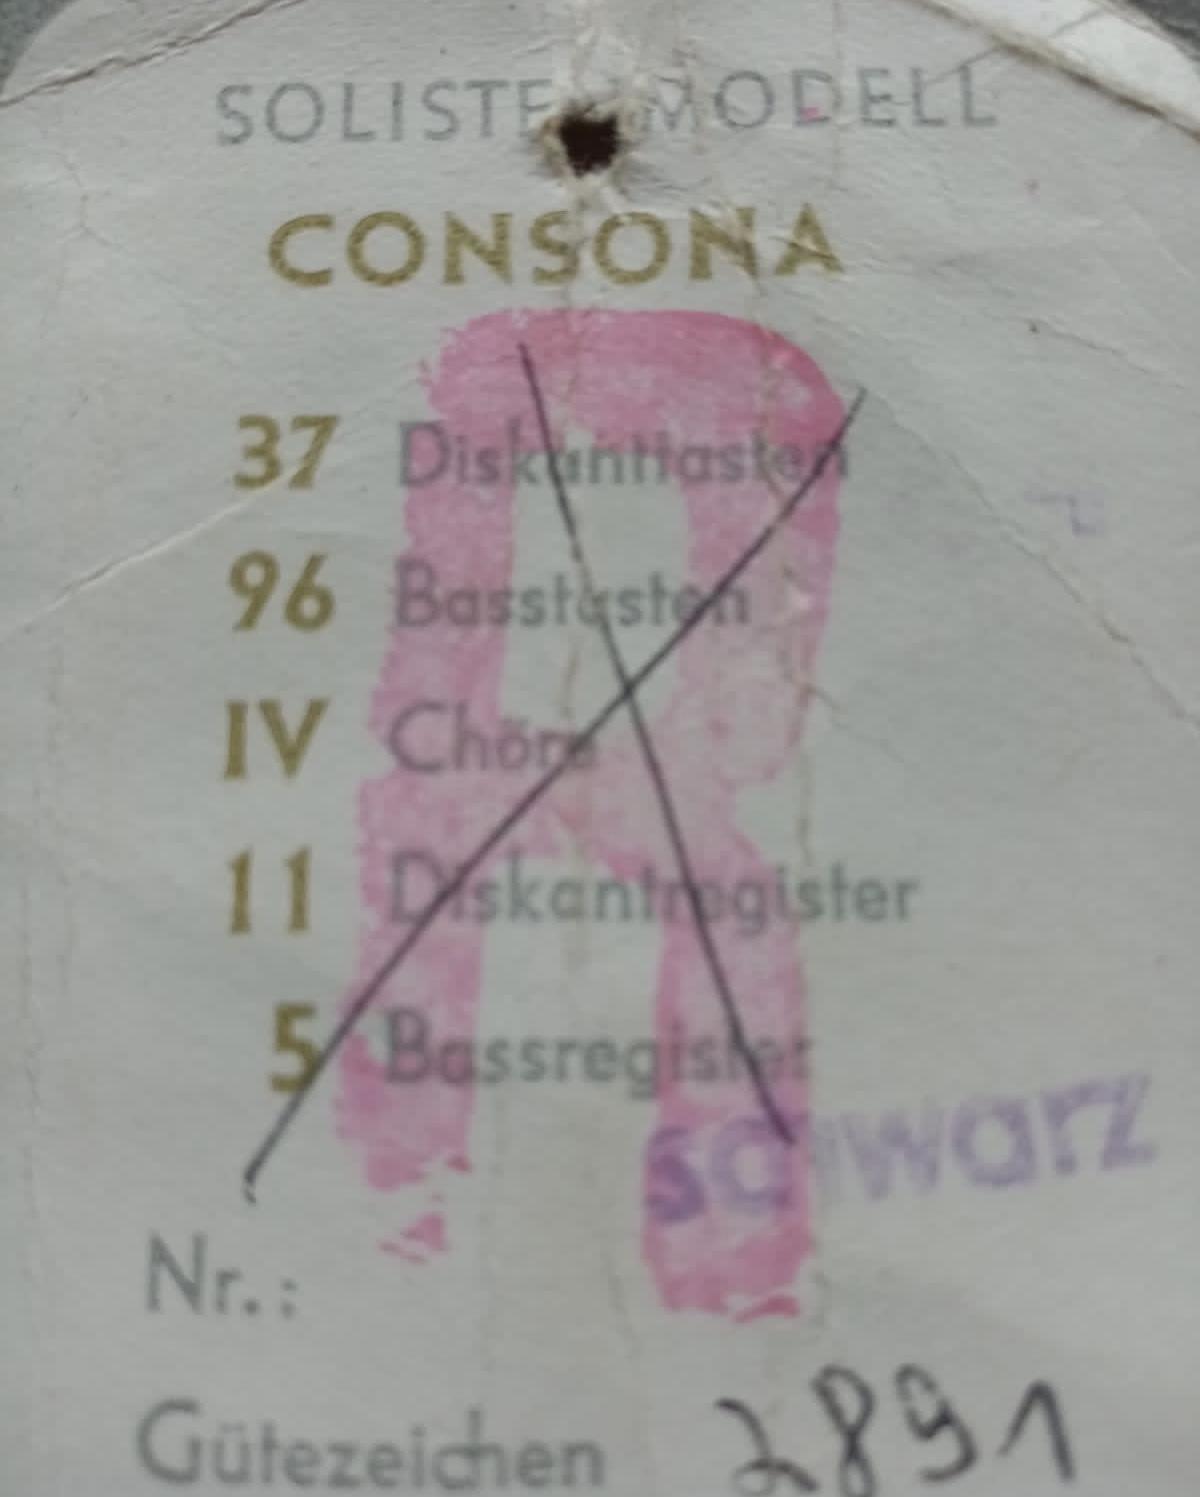 SOLISTENMODELL
CONSONA
R
37 Diskanttasten
96 Basstasten
IV Chöre
11 Diskantregister
5 Bassregister
schwarz
Nr.:
Gütezeichen 2891